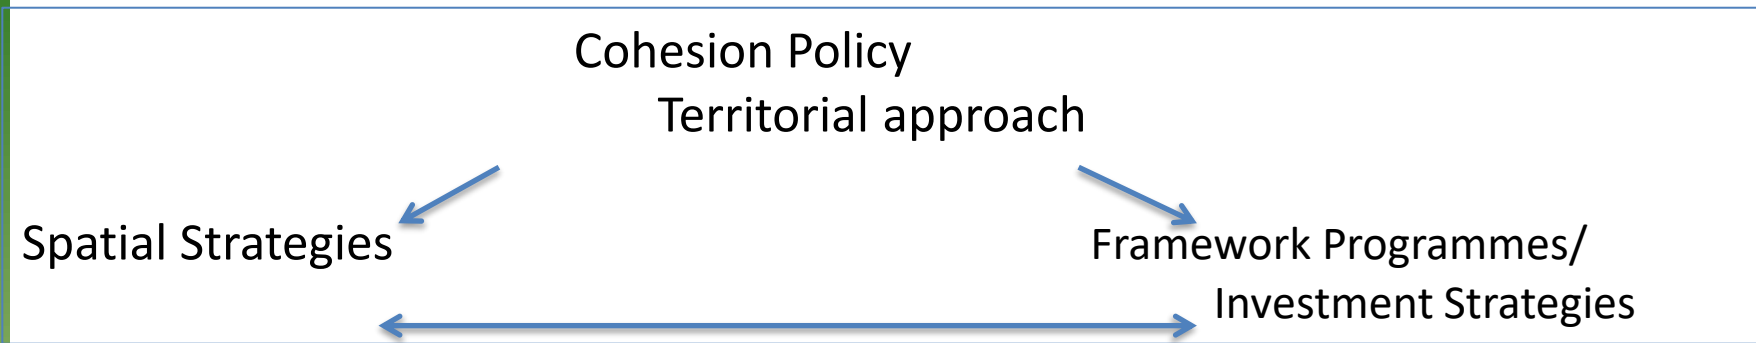 Cohesion Policy
Territorial approach
Spatial Strategies
Framework Programmes/
Investment Strategies